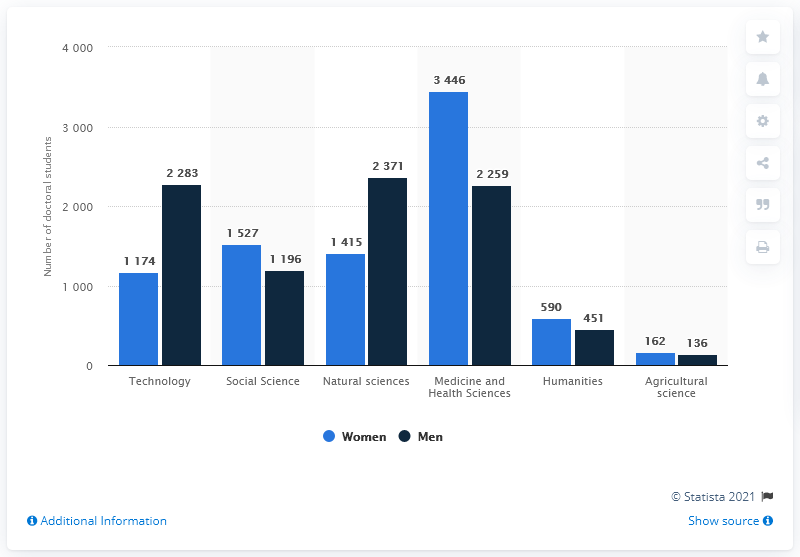 Number of doctoral students
4 000
3 000
2 000
1 000
0
1 174
2 283
1 527
1 196
1 415
2 371
3 446
2 259
590
451
162
136
Technology
Social Science
Natural sciences
Medicine and
Health Sciences
Humanities
Agricultural
science
Women
Men
© Statista 2021
Additional Information
Show source